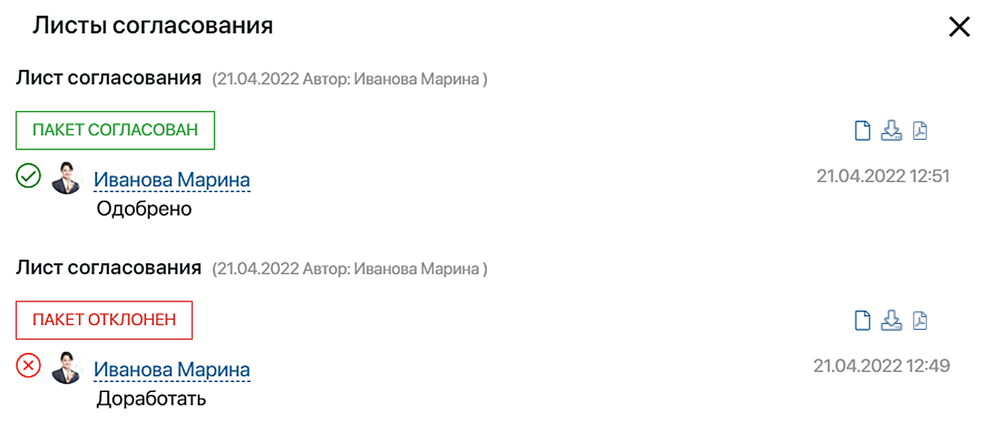 Листы согласования
Лист согласования (21.04.2022 Автор: Иванова Марина )
ПАКЕТ СОГЛАСОВАН
Иванова Марина 21.04.2022 12:51
Одобрено
Лист согласования (21.04.2022 Автор: Иванова Марина )
ПАКЕТ ОТКЛОНЕН
Иванова Марина 21.04.2022 12:49
Доработать